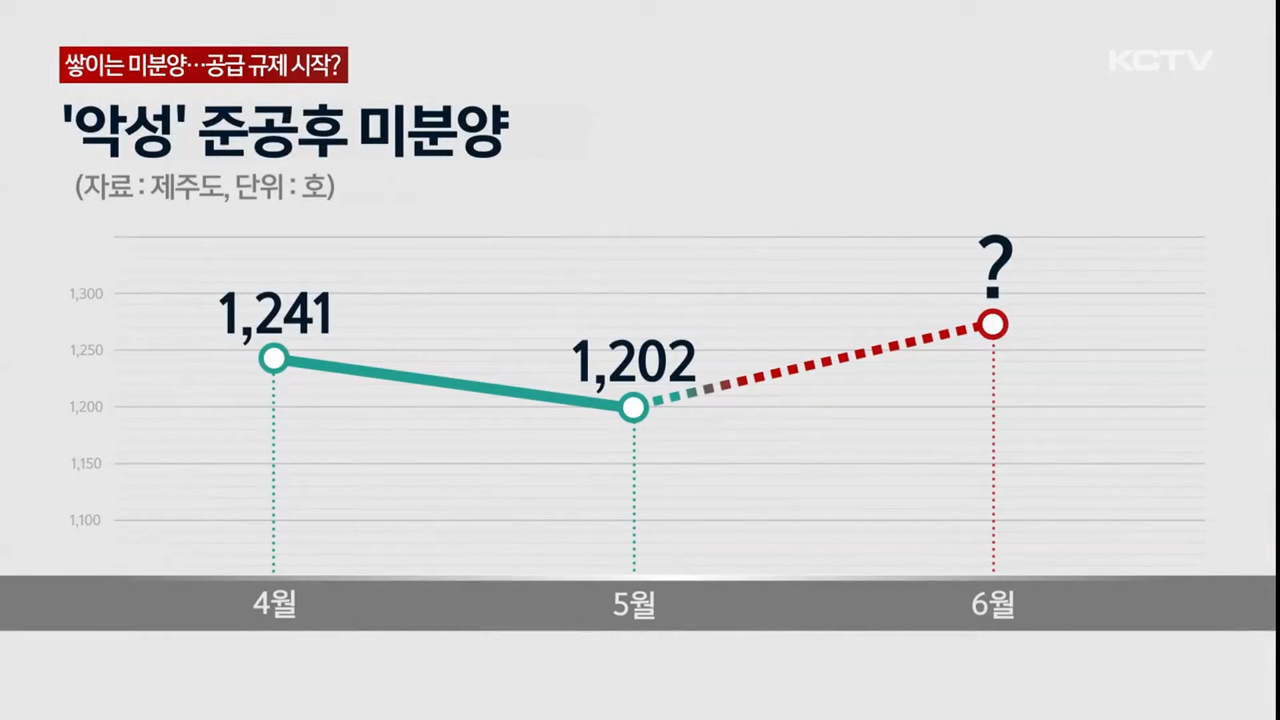 쌓이는 미분양…공급 규제 시작?
KCTV
'악성' 준공후 미분양
(자료 : 제주도, 단위 : 호)
?
1,300
1,241
1,250
1,202
1,200
1,150
1,100
4월
5월
6월